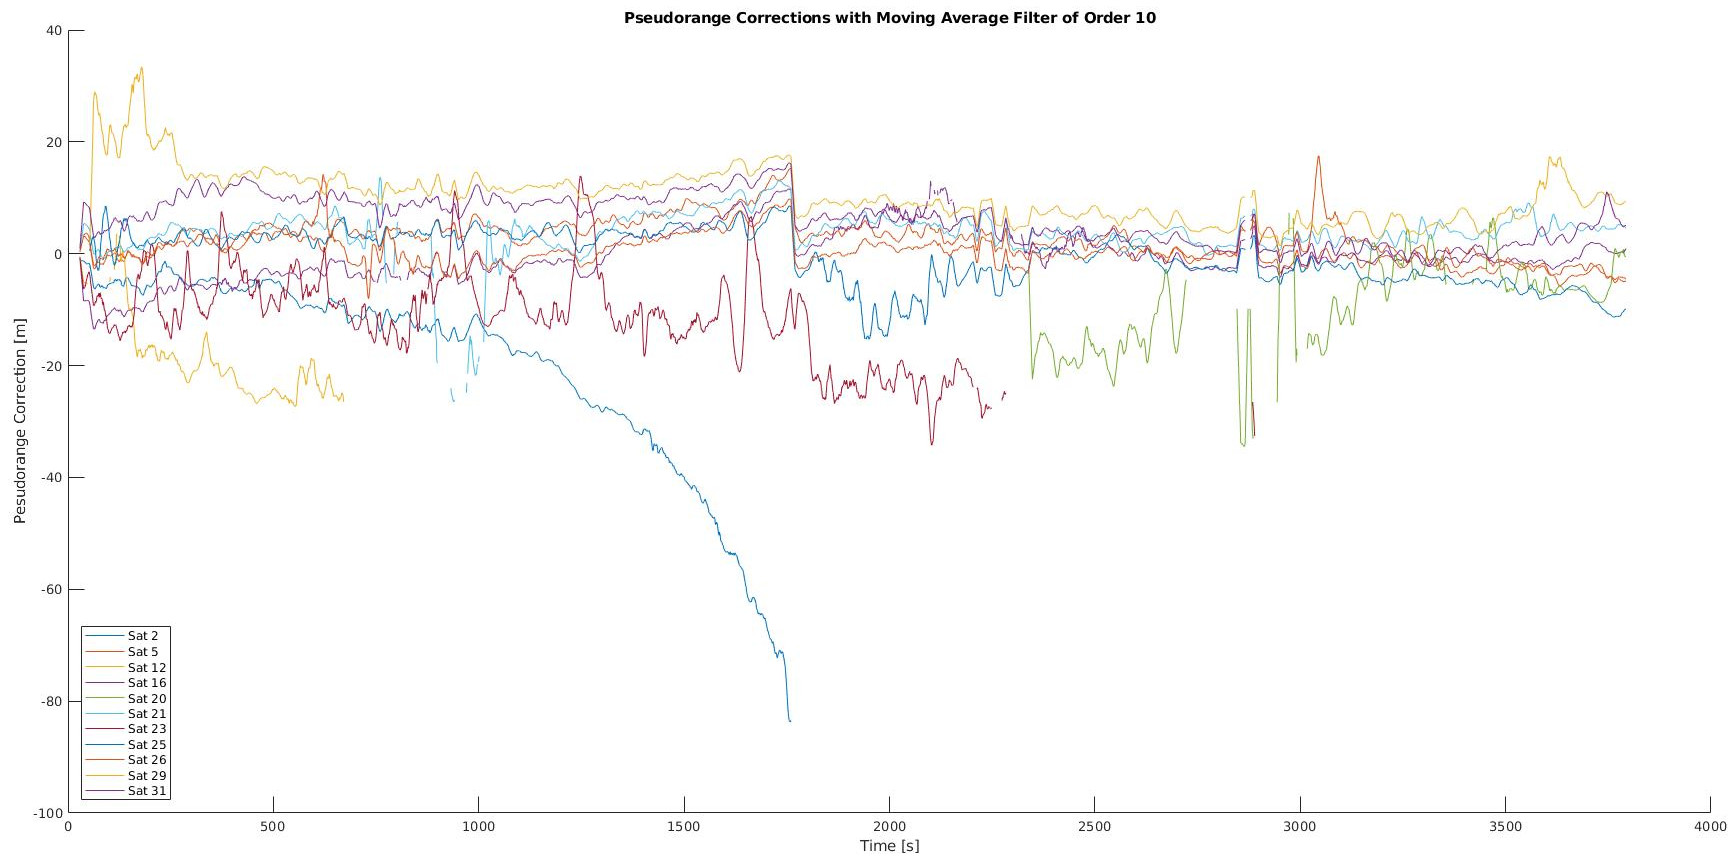 Pseudorange Corrections with Moving Average Filter of Order 10
40
20
0
-20
-40
-60
-80
-100
Pesudorange Correction [m]
Sat 2
Sat 5
Sat 12
Sat 16
Sat 20
Sat 21
Sat 23
Sat 25
Sat 26
Sat 29
Sat 31
0 500 1000 1500 2000 2500 3000 3500 4000
Time [s]